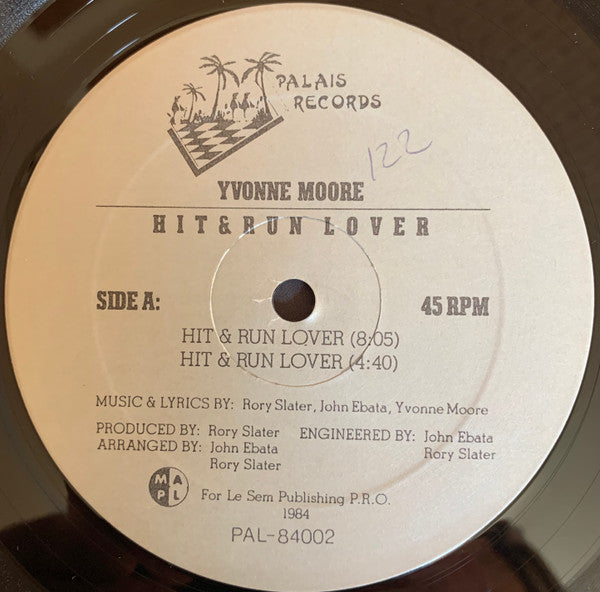 PALAIS
RECORDS
122
YVONNE MOORE
HIT & RUN LOVER
SIDE A: 45 RPM
HIT & RUN LOVER (8:05)
HIT & RUN LOVER (4:40)
MUSIC & LYRICS BY: Rory Slater, John Ebata, Yvonne Moore
PRODUCED BY: Rory Slater ENGINEERED BY: John Ebata
ARRANGED BY: John Ebata Rory Slater
Rory Slater
M A
P L
For Le Sem Publishing P.R.O.
1984
PAL-84002